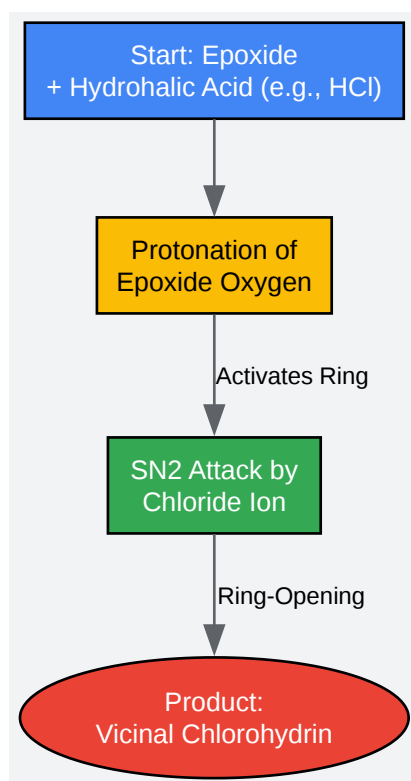 Start: Epoxide
+ Hydrohalic Acid (e.g., HCl)
Protonation of
Epoxide Oxygen
Activates Ring
SN2 Attack by
Chloride Ion
Ring-Opening
Product:
Vicinal Chlorohydrin